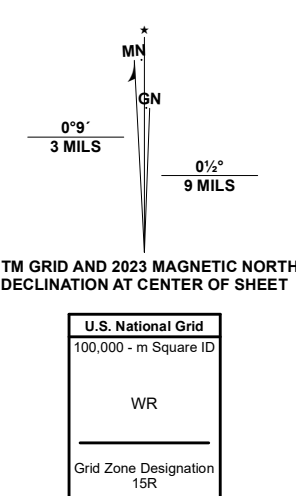 ★
MN
GN
0°9´
3 MILS
0½°
9 MILS
TM GRID AND 2023 MAGNETIC NORTH
DECLINATION AT CENTER OF SHEET
U.S. National Grid
100,000 - m Square ID
WR
Grid Zone Designation
15R